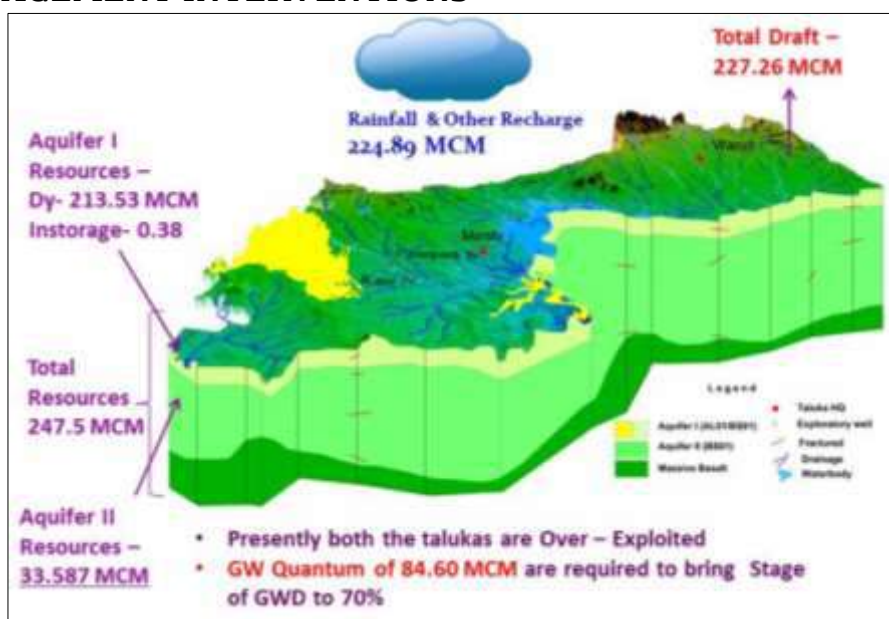 Total Draft –
227.26 MCM
Rainfall & Other Recharge
224.89 MCM
Aquifer I
Resources –
Dy- 213.53 MCM
Instorage- 0.38
Total
Resources
247.5 MCM
Aquifer II
Resources –
33.587 MCM
Legend
Aquifer I
Aquifer II
Massive Basalt
Taluka HQ
Exploratory well
Fractured
Drainage
Waterbody
• Presently both the talukas are Over – Exploited
• GW Quantum of 84.60 MCM are required to bring Stage
of GWD to 70%